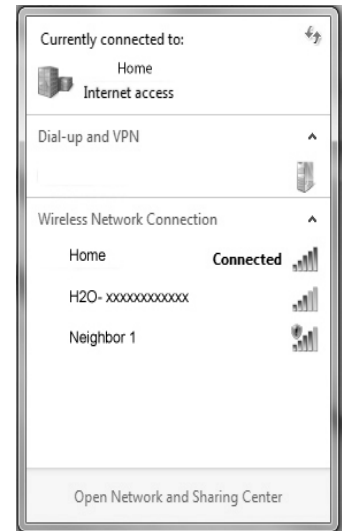 Currently connected to:
Home
Internet access
Dial-up and VPN
Wireless Network Connection
Home Connected
H2O- xxxxxxxxxxxx
Neighbor 1
Open Network and Sharing Center